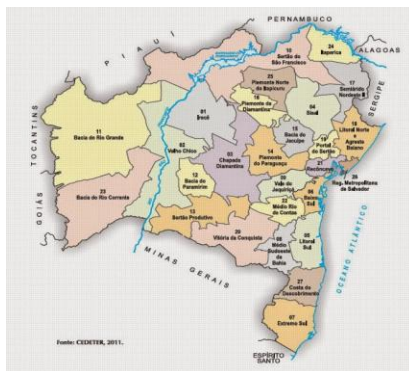 PERNAMBUCO
PIAUÍ
ALAGOAS
SERGIPE
TOCANTINS
GOIÁS
MINAS GERAIS
ESPÍRITO
SANTO
OCEANO ATLÂNTICO
24
Itaparica
10
Sertão do
São Francisco
25
Piemonte Norte
do Itapicuru
17
Semiárido
Nordeste II
11
Bacia do Rio Grande
01
Irecê
16
Piemonte da
Diamantina
04
Sisal
18
Litoral Norte
e
Agreste
Baiano
02
Velho Chico
03
Chapada
Diamantina
15
Bacia do
Jacuípe
19
Portal do
Sertão
14
Piemonte
do Paraguaçu
21
Recôncavo
26
Reg. Metropolitana
de Salvador
23
Bacia do Rio Corrente
12
Bacia do
Paramirim
09
Vale do
Jiquiriçá
06
Baixo
Sul
22
Médio Rio
de Contas
13
Sertão Produtivo
20
Vitória da Conquista
08
Médio
Sudoeste
da
Bahia
05
Litoral
Sul
27
Costa do
Descobrimento
07
Extremo Sul
Fonte: CEDETER, 2011.